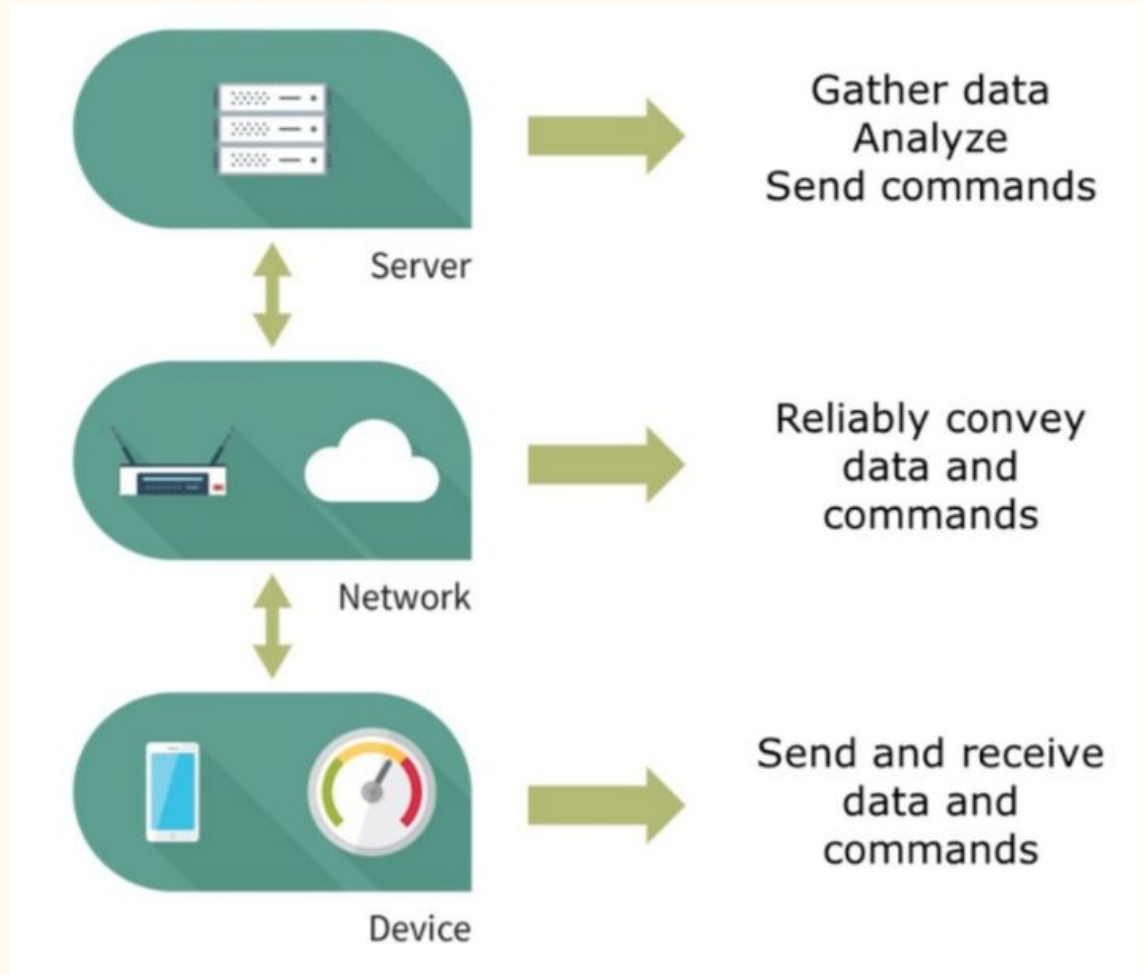 Gather data
Analyze
Send commands
Server
Reliably convey
data and
commands
Network
Send and receive
data and
commands
Device